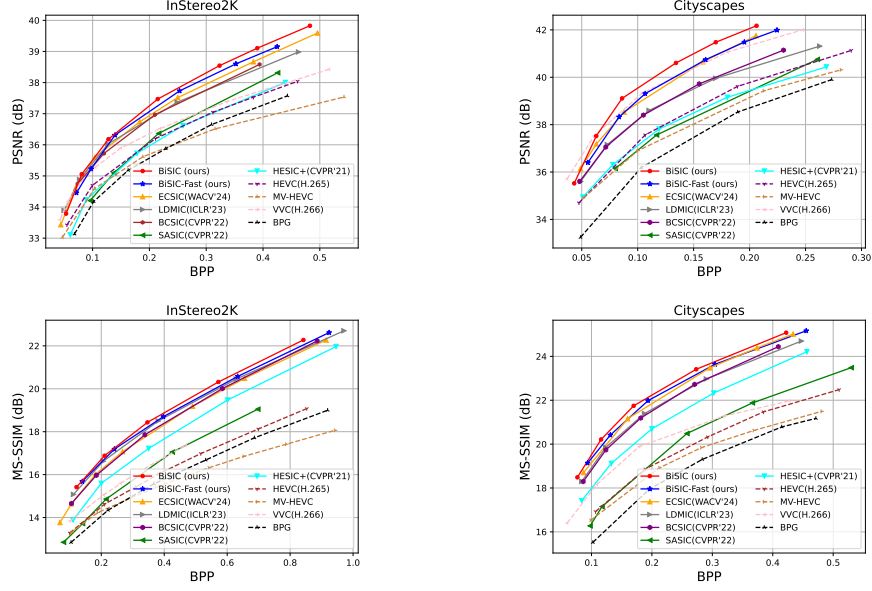 InStereo2K
PSNR (dB)
40
39
38
37
36
35
34
33
BiSIC (ours)
BiSIC-Fast (ours)
ECSIC(WACV'24)
LDMIC(ICLR'23)
BCSIC(CVPR'22)
SASIC(CVPR'22)
HESIC+(CVPR'21)
HEVC(H.265)
MV-HEVC
VVC(H.266)
BPG
0.1 0.2 0.3 0.4 0.5
BPP
Cityscapes
PSNR (dB)
42
40
38
36
34
BiSIC (ours)
BiSIC-Fast (ours)
ECSIC(WACV'24)
LDMIC(ICLR'23)
BCSIC(CVPR'22)
SASIC(CVPR'22)
HESIC+(CVPR'21)
HEVC(H.265)
MV-HEVC
VVC(H.266)
BPG
0.05 0.10 0.15 0.20 0.25 0.30
BPP
InStereo2K
MS-SSIM (dB)
22
20
18
16
14
BiSIC (ours)
BiSIC-Fast (ours)
ECSIC(WACV'24)
LDMIC(ICLR'23)
BCSIC(CVPR'22)
SASIC(CVPR'22)
HESIC+(CVPR'21)
HEVC(H.265)
MV-HEVC
VVC(H.266)
BPG
0.2 0.4 0.6 0.8 1.0
BPP
Cityscapes
MS-SSIM (dB)
24
22
20
18
16
BiSIC (ours)
BiSIC-Fast (ours)
ECSIC(WACV'24)
LDMIC(ICLR'23)
BCSIC(CVPR'22)
SASIC(CVPR'22)
HESIC+(CVPR'21)
HEVC(H.265)
MV-HEVC
VVC(H.266)
BPG
0.1 0.2 0.3 0.4 0.5
BPP